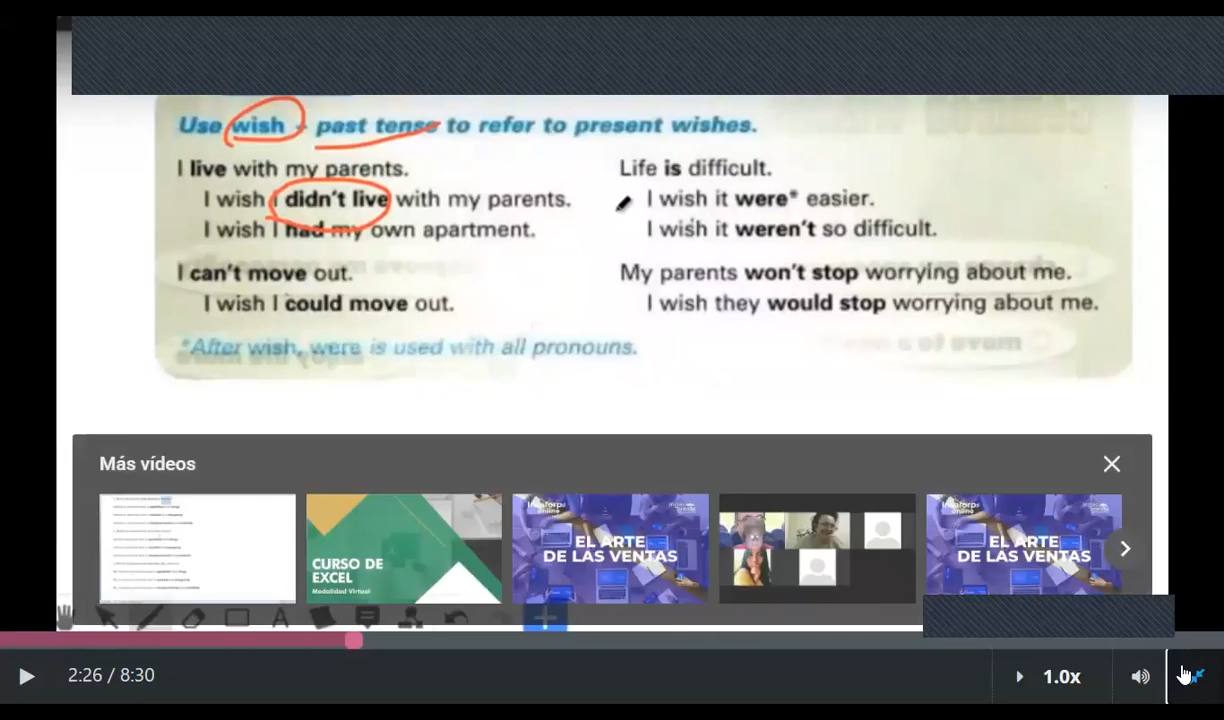 Use wish + past tense to refer to present wishes.
I live with my parents.
I wish I didn't live with my parents.
I wish I had my own apartment.
I can't move out.
I wish I could move out.
*After wish, were is used with all pronouns.
Life is difficult.
I wish it were* easier.
I wish it weren't so difficult.
My parents won't stop worrying about me.
I wish they would stop worrying about me.
Más vídeos
CURSO DE
EXCEL
Modalidad Virtual
EL ARTE
DE LAS VENTAS
EL ARTE
DE LAS VENTAS
A
2:26 / 8:30
1.0x